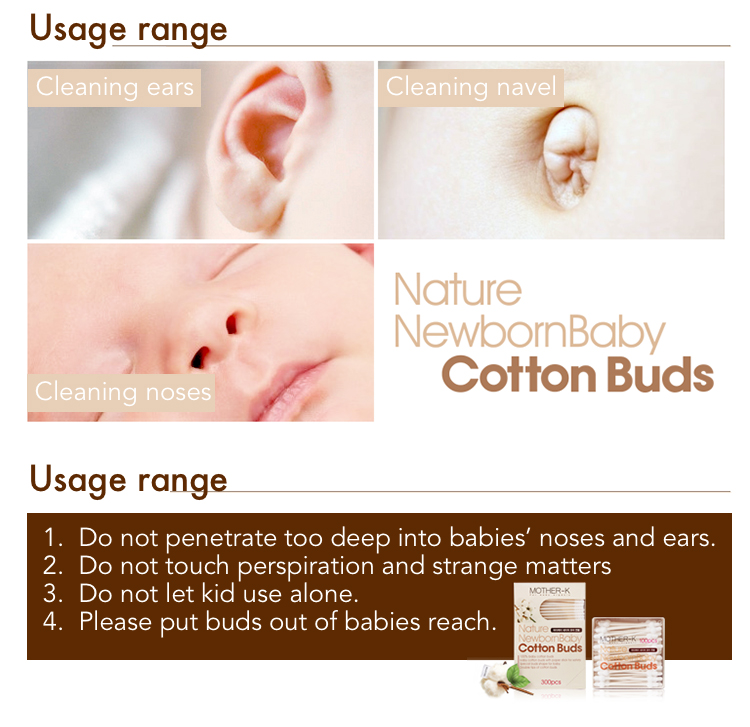 Usage range
Cleaning ears
Cleaning navel
Cleaning noses
Nature
NewbornBaby
Cotton Buds
Usage range
1. Do not penetrate too deep into babies’ noses and ears.
2. Do not touch perspiration and strange matters
3. Do not let kid use alone.
4. Please put buds out of babies reach.
MOTHER-K
Nature
NewbornBaby
Cotton Buds
300pcs
MOTHER-K
Cotton Buds